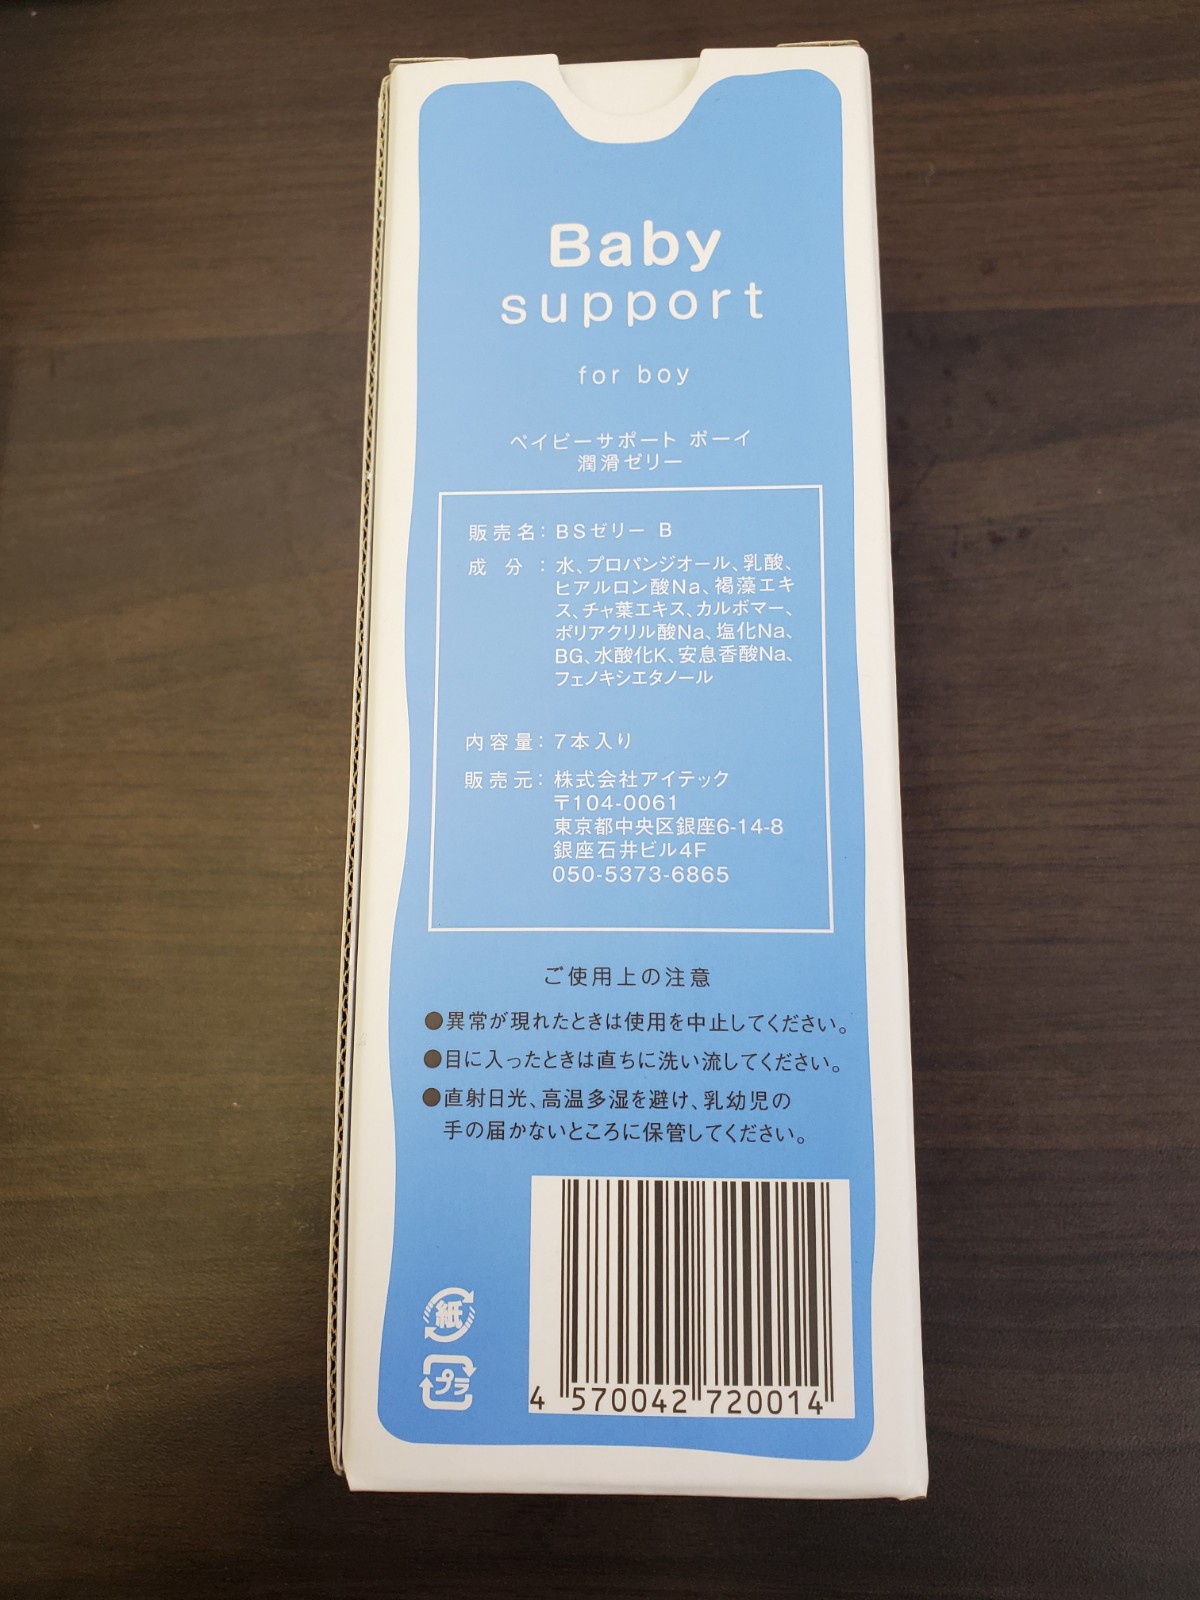 Baby
support
for boy
ベイビーサポート ボーイ
潤滑ゼリー
販売名：BSゼリー B
成分：水、プロパンジオール、乳酸、
ヒアルロン酸Na、褐藻エキ
ス、チャ葉エキス、カルボマー、
ポリアクリル酸Na、塩化Na、
BG、水酸化K、安息香酸Na、
フェノキシエタノール
内容量：7本入り
販売元：株式会社アイテック
〒104-0061
東京都中央区銀座6-14-8
銀座石井ビル4F
050-5373-6865
ご使用上の注意
●異常が現れたときは使用を中止してください。
●目に入ったときは直ちに洗い流してください。
●直射日光、高温多湿を避け、乳幼児の
手の届かないところに保管してください。
紙
プラ
4 570042 720014